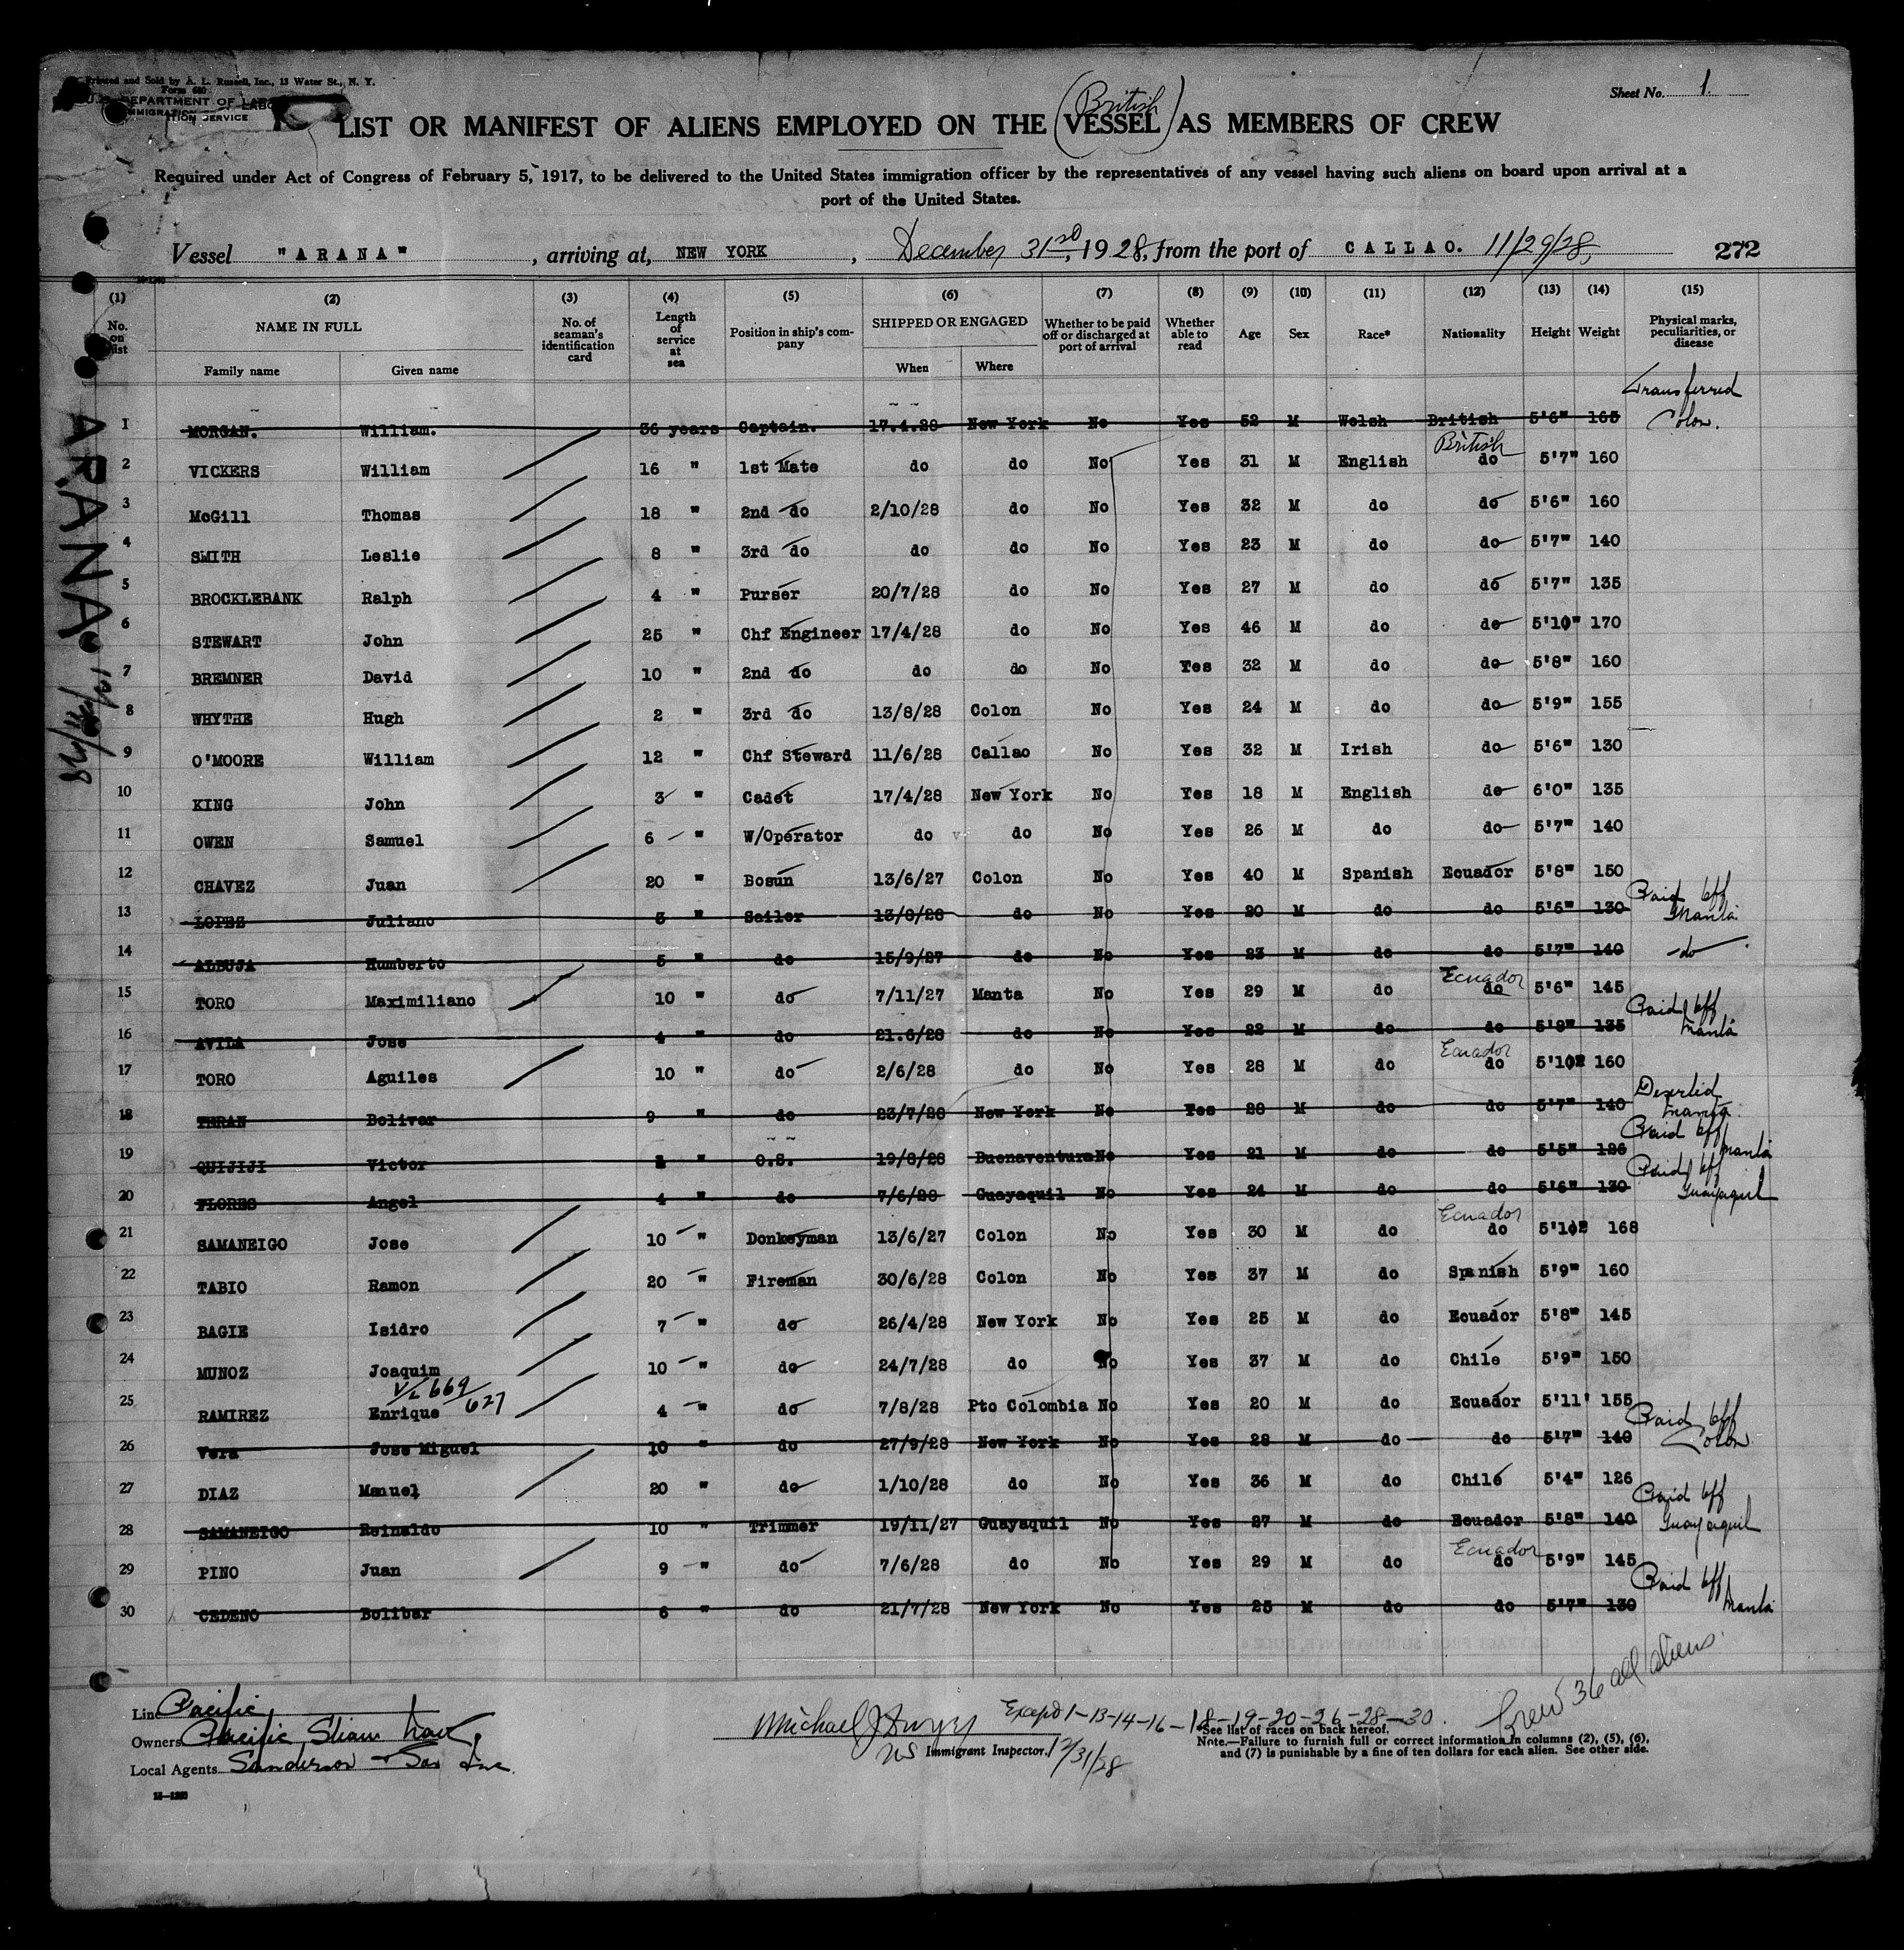 Printed and Sold by A. L. Russell, Inc., 13 Water St., N. Y.
Form 680
U.S. DEPARTMENT OF LABOR
IMMIGRATION SERVICE
Sheet No. 1.
(British)
LIST OR MANIFEST OF ALIENS EMPLOYED ON THE VESSEL AS MEMBERS OF CREW
Required under Act of Congress of February 5, 1917, to be delivered to the United States immigration officer by the representatives of any vessel having such aliens on board upon arrival at a
port of the United States.
Vessel "ARANA", arriving at, NEW YORK, December 31st, 1928, from the port of CALLAO. 11/29/28, 272
(1) (2) (3) (4) (5) (6) (7) (8) (9) (10) (11) (12) (13) (14) (15)
No. on list NAME IN FULL No. of seaman's identification card Length of service at sea Position in ship's company SHIPPED OR ENGAGED Whether to be paid off or discharged at port of arrival Whether able to read Age Sex Race* Nationality Height Weight Physical marks, peculiarities, or disease
Family name Given name When Where
1 MORGAN. William. 36 years Captain. 17.4.28 New York No Yes 52 M Welsh British 5'6" 165 Transferred Colon.
2 VICKERS William 16 " 1st Mate do do No Yes 31 M English British do 5'7" 160
3 McGill Thomas 18 " 2nd do 2/10/28 do No Yes 32 M do do 5'6" 160
4 SMITH Leslie 8 " 3rd do do do No Yes 23 M do do 5'7" 140
5 BROCKLEBANK Ralph 4 " Purser 20/7/28 do No Yes 27 M do do 5'7" 135
6 STEWART John 25 " Chf Engineer 17/4/28 do No Yes 46 M do do 5'10" 170
7 BREMNER David 10 " 2nd do do do No Yes 32 M do do 5'8" 160
8 WHYTHE Hugh 2 " 3rd do 13/8/28 Colon No Yes 24 M do do 5'9" 155
9 O'MOORE William 12 " Chf Steward 11/6/28 Callao No Yes 32 M Irish do 5'6" 130
10 KING John 3 " Cadet 17/4/28 New York No Yes 18 M English do 6'0" 135
11 OWEN Samuel 6 " W/Operator do do No Yes 26 M do do 5'7" 140
12 CHAVEZ Juan 20 " Bosun 13/6/27 Colon No Yes 40 M Spanish Ecuador 5'8" 150
13 LOPEZ Juliano 3 " Sailor 13/8/28 do No Yes 20 M do do 5'6" 130 Paid off Manta
14 ALBUJA Humberto 5 " do 15/9/27 do No Yes 23 M do do 5'7" 140 do
15 TORO Maximiliano 10 " do 7/11/27 Manta No Yes 29 M do Ecuador do 5'6" 145
16 AVILA Jose 4 " do 21.6/28 do No Yes 22 M do do 5'8" 135 Paid off Manta
17 TORO Aguiles 10 " do 2/6/28 do No Yes 28 M do Ecuador do 5'10" 160
18 TERAN Bolivar 9 " do 23/7/28 New York No Yes 28 M do do 5'7" 140 Deserted Manta
19 QUIJIJI Victor " O.S. 19/8/28 Buenaventura No Yes 21 M do do 5'5" 126 Paid off Manta
20 FLORES Angel 4 " do 7/6/28 Guayaquil No Yes 24 M do do 5'6" 130 Paid off Guayaquil
21 SAMANEIGO Jose 10 " Donkeyman 13/6/27 Colon No Yes 30 M do Ecuador do 5'10" 168
22 TABIO Ramon 20 " Fireman 30/6/28 Colon No Yes 37 M do Spanish 5'9" 160
23 BAGIE Isidro 7 " do 26/4/28 New York No Yes 25 M do Ecuador 5'8" 145
24 MUNOZ Joaquim 10 " do 24/7/28 do No Yes 37 M do Chile 5'9" 150
V/L 669/627
25 RAMIREZ Enrique 4 " do 7/8/28 Pto Colombia No Yes 20 M do Ecuador 5'11' 155
26 Vera Jose Miguel 10 " do 27/9/28 New York No Yes 28 M do do 5'7" 140 Paid off Colon
27 DIAZ Manuel 20 " do 1/10/28 do No Yes 36 M do Chile 5'4" 126
28 SAMANEIGO Reinaldo 10 " Trimmer 19/11/27 Guayaquil No Yes 27 M do Ecuador 5'8" 140 Paid off Guayaquil
29 PINO Juan 9 " do 7/6/28 do No Yes 29 M do Ecuador do 5'9" 145
30 CEDENO Bolibar 6 " do 21/7/28 New York No Yes 25 M do do 5'7" 130 Paid off Manta
ARANA
Crew 36 all aliens.
Line Pacific
Owners Pacific Steam Nav
Local Agents Sanderson + Son Inc.
Michael J Dwyer
US Immigrant Inspector. 12/31/28
1-13-14-16-18-19-20-26-28-30.
*See list of races on back hereof.
Note.—Failure to furnish full or correct information in columns (2), (5), (6),
and (7) is punishable by a fine of ten dollars for each alien. See other side.